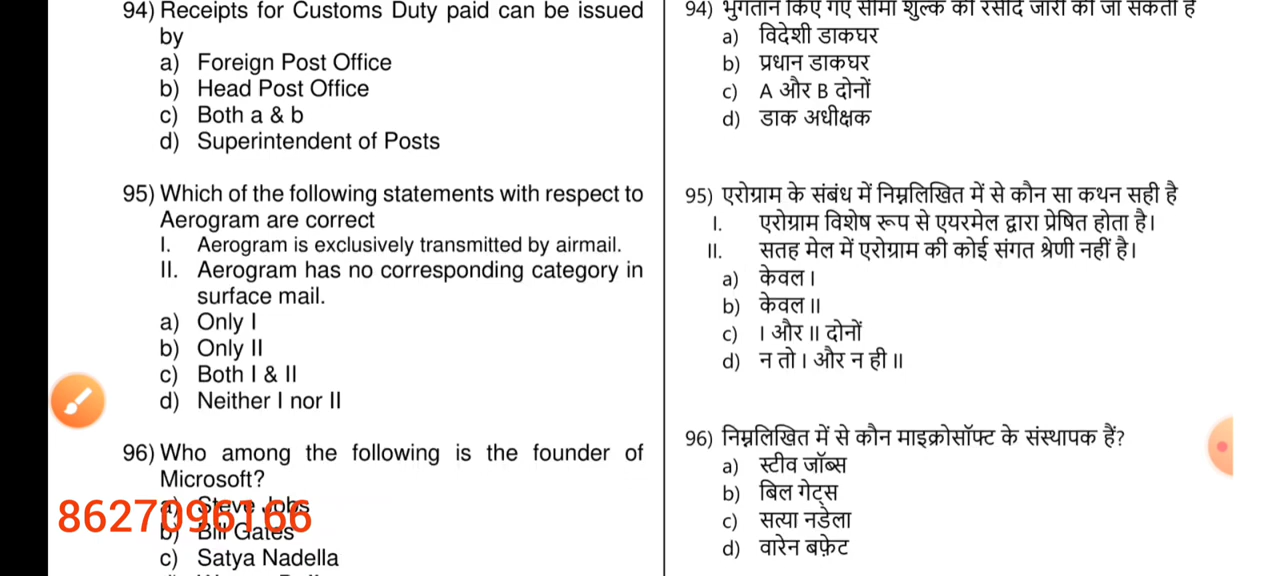 94) Receipts for Customs Duty paid can be issued
by
a) Foreign Post Office
b) Head Post Office
c) Both a & b
d) Superintendent of Posts
95) Which of the following statements with respect to
Aerogram are correct
I. Aerogram is exclusively transmitted by airmail.
II. Aerogram has no corresponding category in
surface mail.
a) Only I
b) Only II
c) Both I & II
d) Neither I nor II
96) Who among the following is the founder of
Microsoft?
a) Steve Jobs
8627096166
b) Bill Gates
c) Satya Nadella
94) भुगतान किए गए सीमा शुल्क की रसीदें जारी की जा सकती हैं
a) विदेशी डाकघर
b) प्रधान डाकघर
c) A और B दोनों
d) डाक अधीक्षक
95) एरोग्राम के संबंध में निम्नलिखित में से कौन सा कथन सही है
I. एरोग्राम विशेष रूप से एयरमेल द्वारा प्रेषित होता है।
II. सतह मेल में एरोग्राम की कोई संगत श्रेणी नहीं है।
a) केवल I
b) केवल II
c) I और II दोनों
d) न तो I और न ही II
96) निम्नलिखित में से कौन माइक्रोसॉफ्ट के संस्थापक हैं?
a) स्टीव जॉब्स
b) बिल गेट्स
c) सत्या नडेला
d) वारेन बफ़ेट